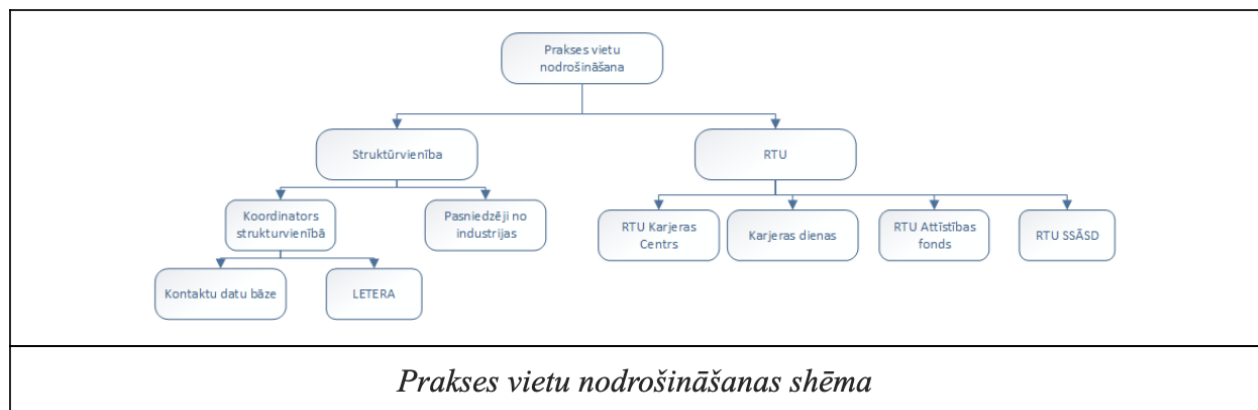 Prakses vietu
nodrošināšana
Struktūrvienība
RTU
Koordinators
strukturvienībā
Pasniedzēji no
industrijas
RTU Karjeras
Centrs
Karjeras dienas
RTU Attīstības
fonds
RTU SSĀSD
Kontaktu datu bāze
LETERA
Prakses vietu nodrošināšanas shēma